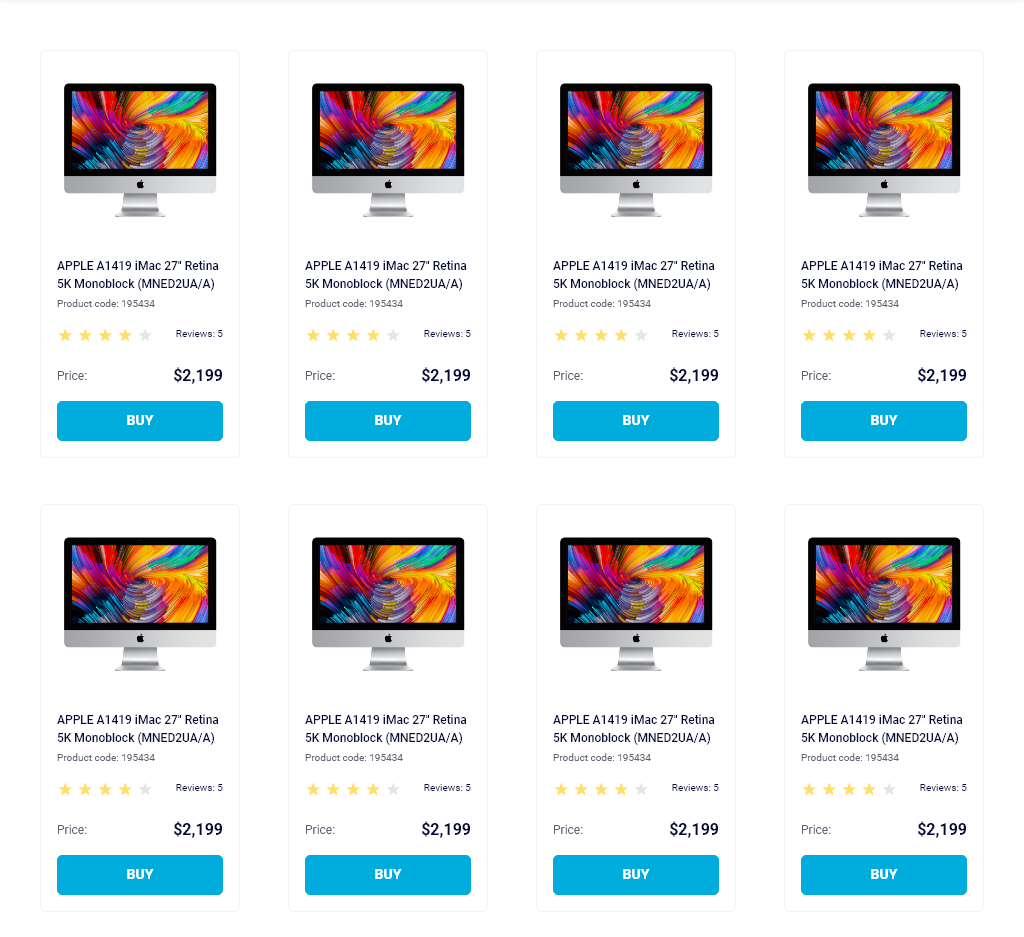 APPLE A1419 iMac 27" Retina
5K Monoblock (MNED2UA/A)
Product code: 195434
Reviews: 5
Price: $2,199
BUY
APPLE A1419 iMac 27" Retina
5K Monoblock (MNED2UA/A)
Product code: 195434
Reviews: 5
Price: $2,199
BUY
APPLE A1419 iMac 27" Retina
5K Monoblock (MNED2UA/A)
Product code: 195434
Reviews: 5
Price: $2,199
BUY
APPLE A1419 iMac 27" Retina
5K Monoblock (MNED2UA/A)
Product code: 195434
Reviews: 5
Price: $2,199
BUY
APPLE A1419 iMac 27" Retina
5K Monoblock (MNED2UA/A)
Product code: 195434
Reviews: 5
Price: $2,199
BUY
APPLE A1419 iMac 27" Retina
5K Monoblock (MNED2UA/A)
Product code: 195434
Reviews: 5
Price: $2,199
BUY
APPLE A1419 iMac 27" Retina
5K Monoblock (MNED2UA/A)
Product code: 195434
Reviews: 5
Price: $2,199
BUY
APPLE A1419 iMac 27" Retina
5K Monoblock (MNED2UA/A)
Product code: 195434
Reviews: 5
Price: $2,199
BUY